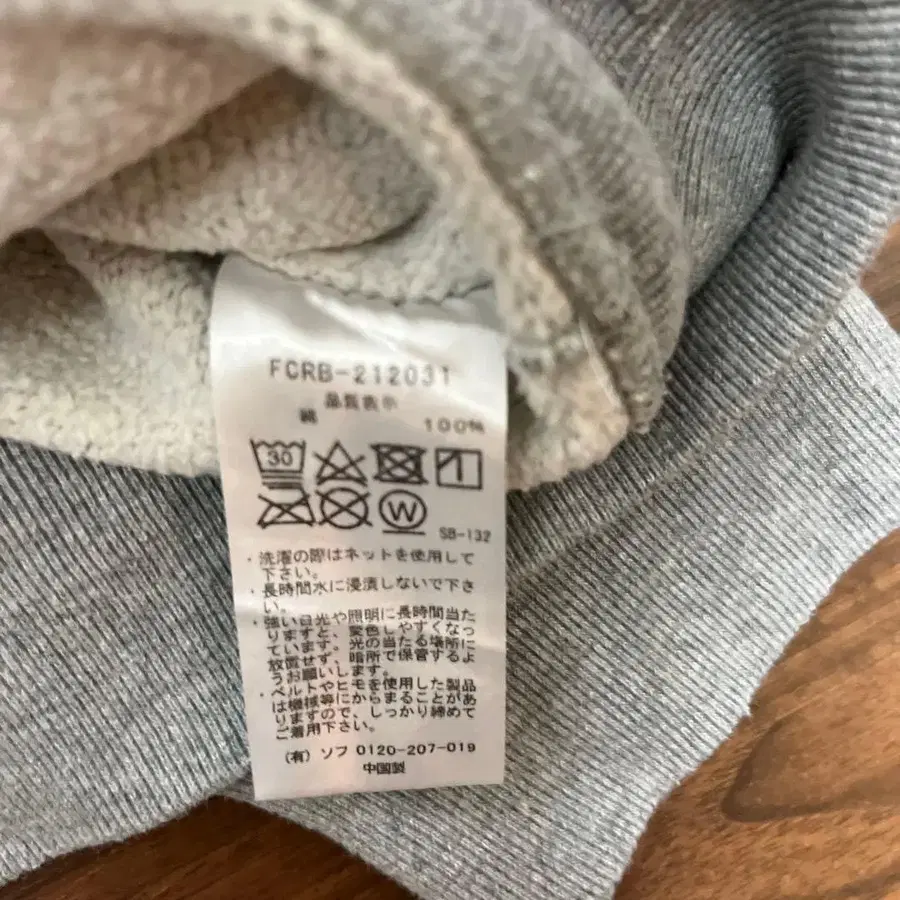 FCRB-212031
品質表示
綿 100%
30
W
SB-132
・洗濯の際はネットを使用して
下さい。
・長時間水に浸漬しないで下さ
い。
・強い日光や照明に長時間当た
りますと、変色しやすくなっ
ています。光の当たる場所に
放置せず、暗所で保管するよ
うお願いします。
・ベルトやヒモを使用した製品
は機械等にからまることがあ
りますので、しっかり締めて
ご着用下さい。
(有) ソフ 0120-207-019
中国製